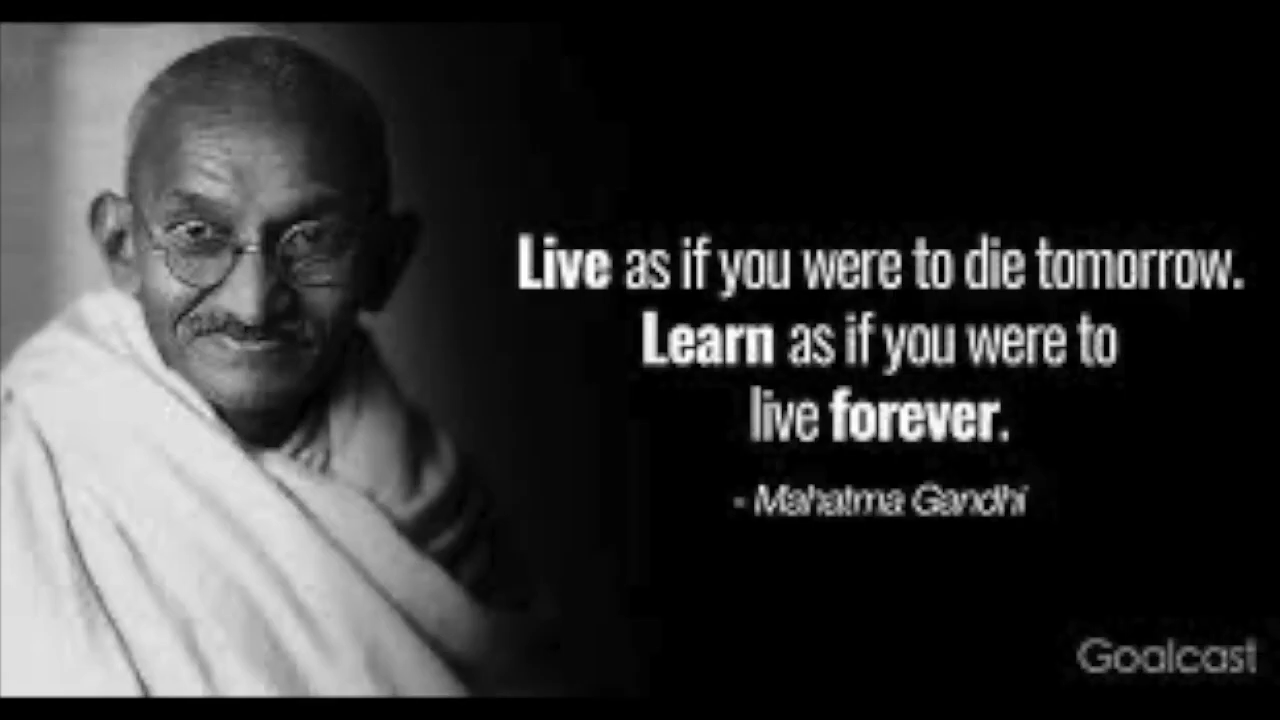 Live as if you were to die tomorrow.
Learn as if you were to
live forever.
- Mahatma Gandhi
Goalcast